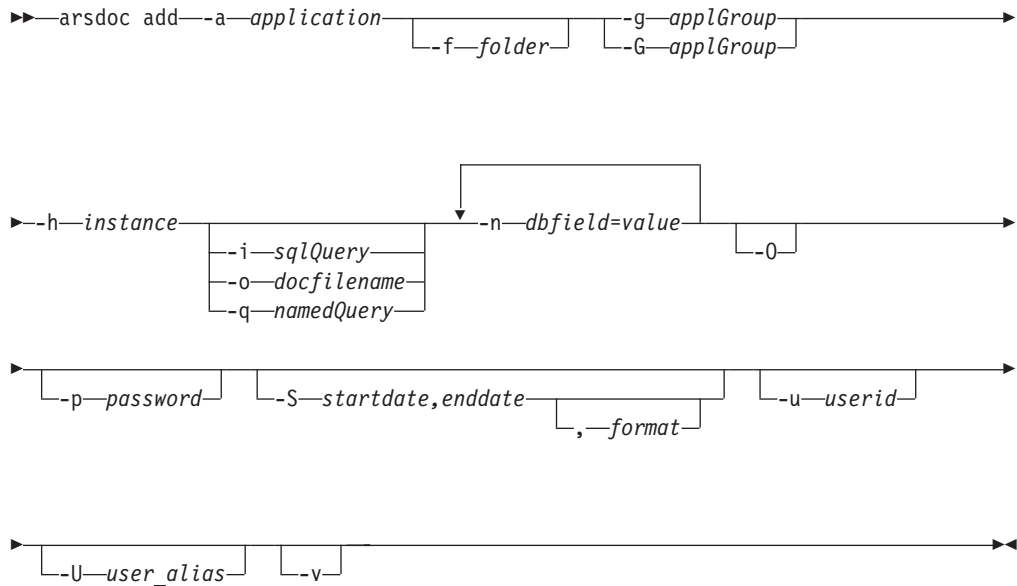 arsdoc add -a application -g applGroup
-f folder -G applGroup
-h instance -n dbfield=value
-i sqlQuery -O
-o docfilename
-q namedQuery
-p password -S startdate,enddate -u userid
, format
-U user_alias -v